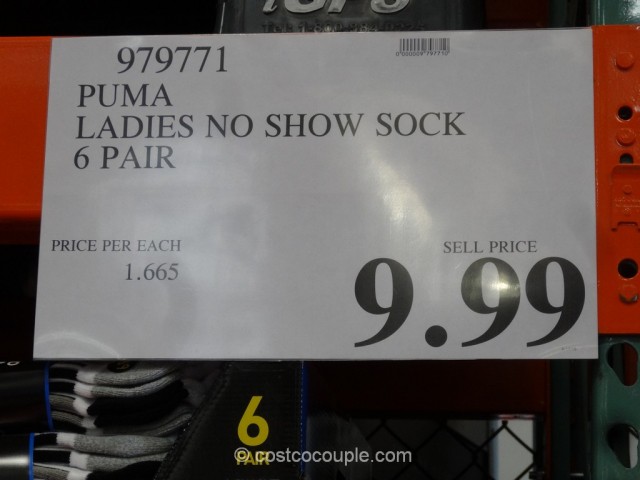 979771
PUMA
LADIES NO SHOW SOCK
6 PAIR
PRICE PER EACH
1.665
SELL PRICE
9.99
6
PAIR
© costcocouple.com